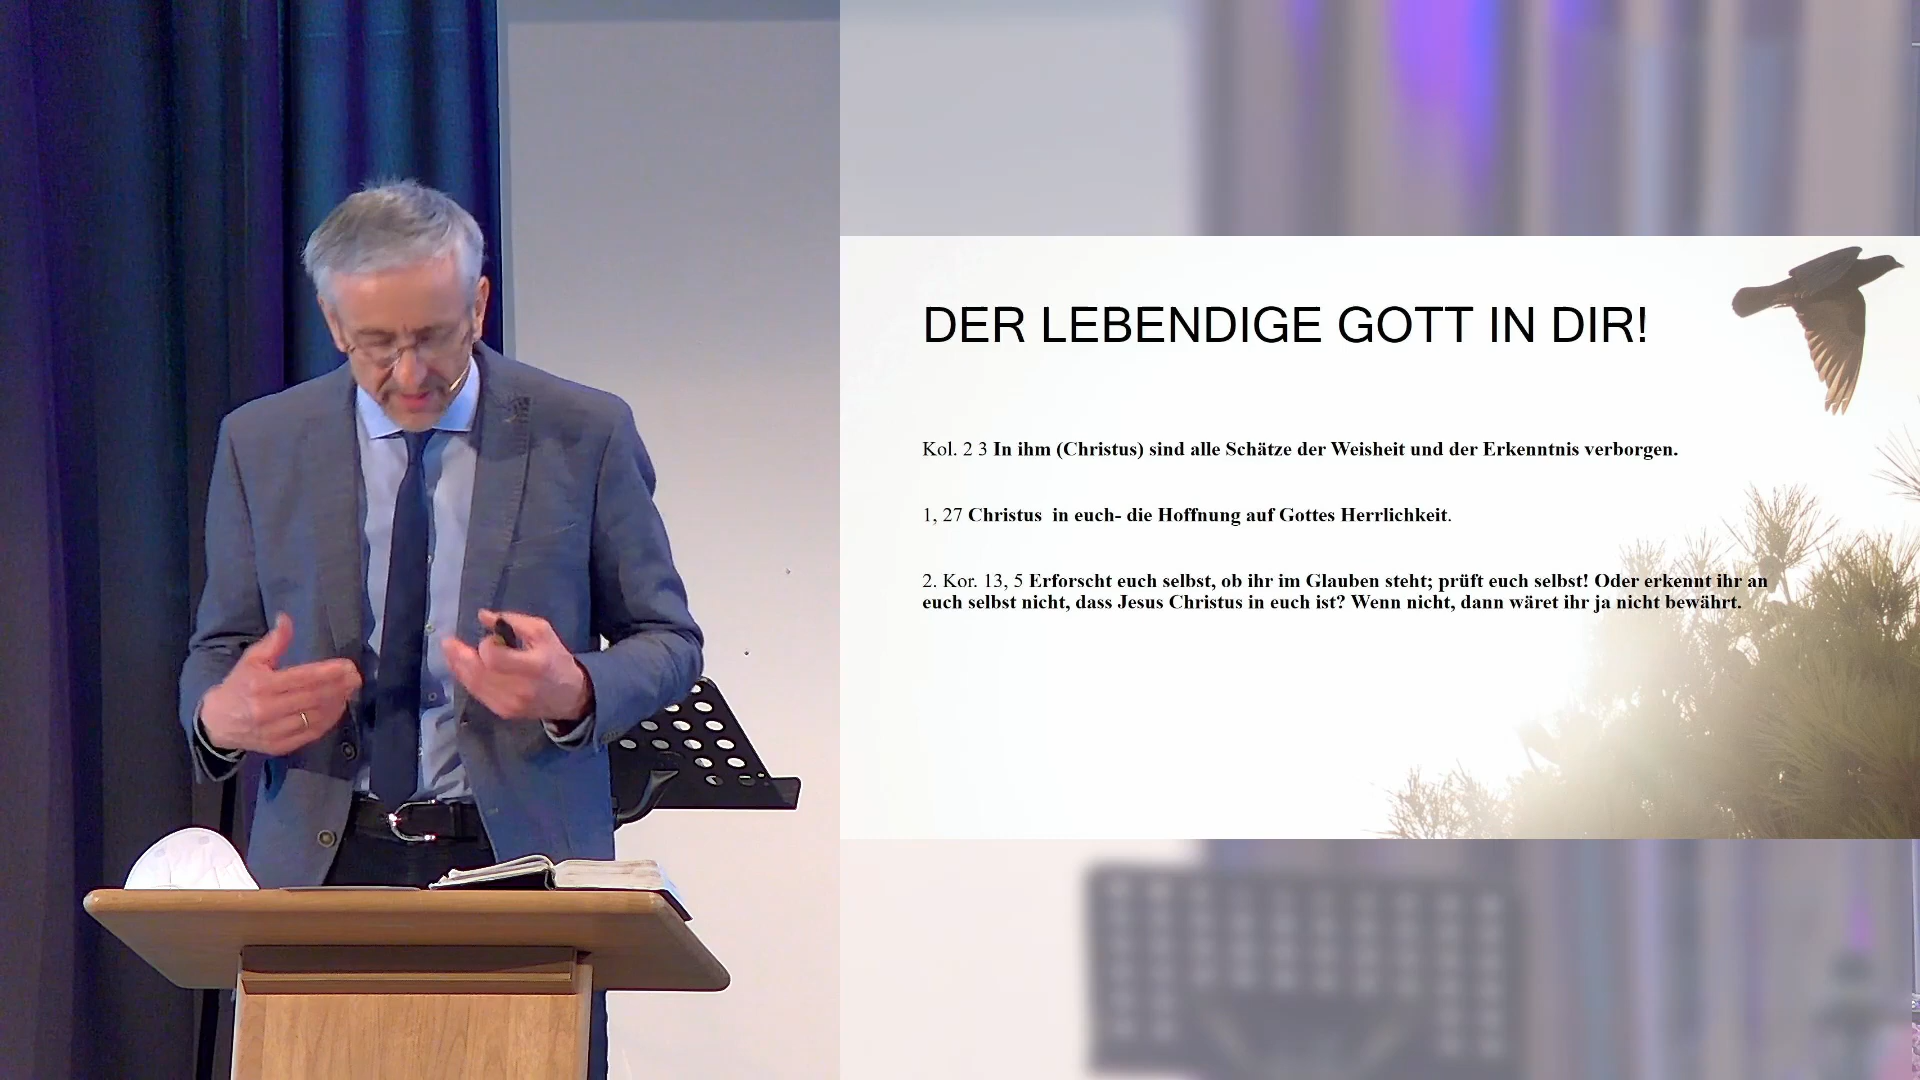 DER LEBENDIGE GOTT IN DIR!
Kol. 2 3 In ihm (Christus) sind alle Schätze der Weisheit und der Erkenntnis verborgen.
1, 27 Christus  in euch- die Hoffnung auf Gottes Herrlichkeit.
2. Kor. 13, 5 Erforscht euch selbst, ob ihr im Glauben steht; prüft euch selbst! Oder erkennt ihr an
euch selbst nicht, dass Jesus Christus in euch ist? Wenn nicht, dann wäret ihr ja nicht bewährt.